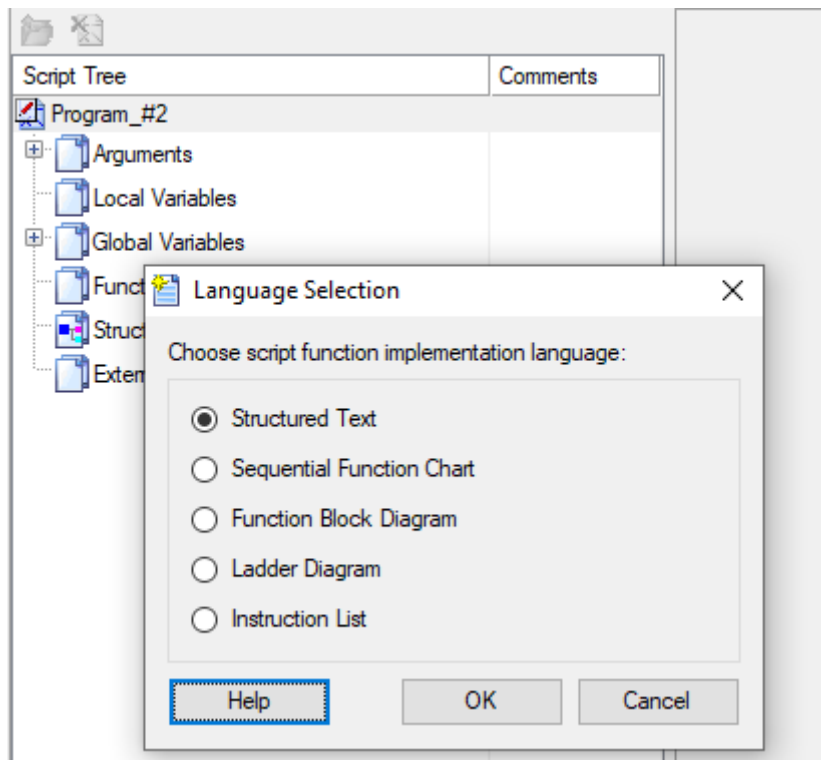 Script Tree Comments
Program_#2
Arguments
Local Variables
Global Variables
Funct
Struct
Extern
Language Selection
Choose script function implementation language:
Structured Text
Sequential Function Chart
Function Block Diagram
Ladder Diagram
Instruction List
Help OK Cancel